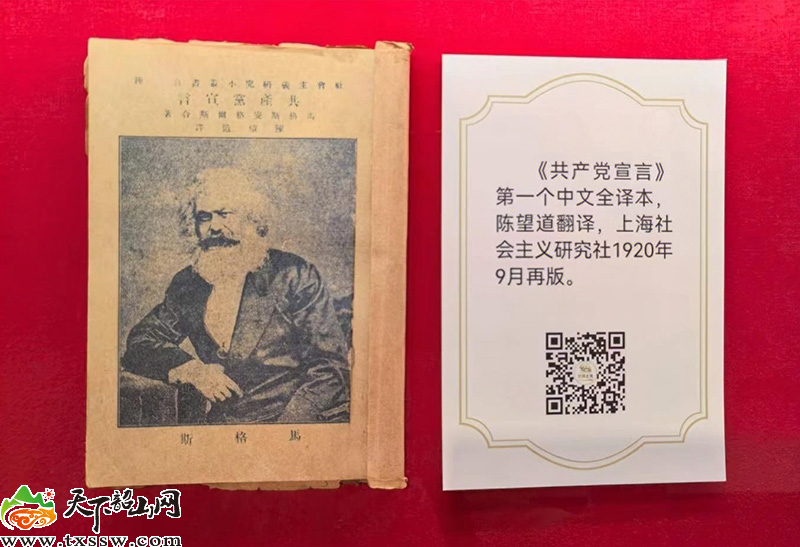 社會主義研究小叢書第一種
共產黨宣言
馬格斯安格爾斯合著
陳望道譯
馬格斯
《共产党宣言》
第一个中文全译本，
陈望道翻译，上海社
会主义研究社1920年
9月再版。
天下韶山网
www.txssw.com